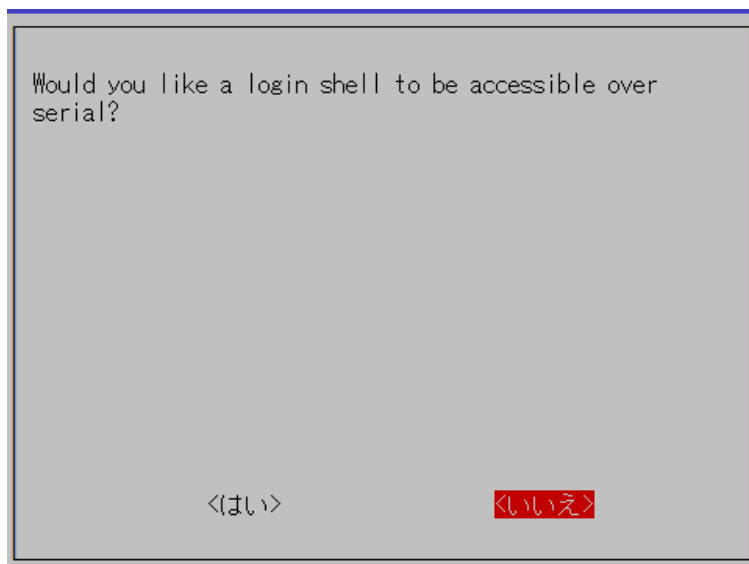 Would you like a login shell to be accessible over
serial?
<はい> <いいえ>